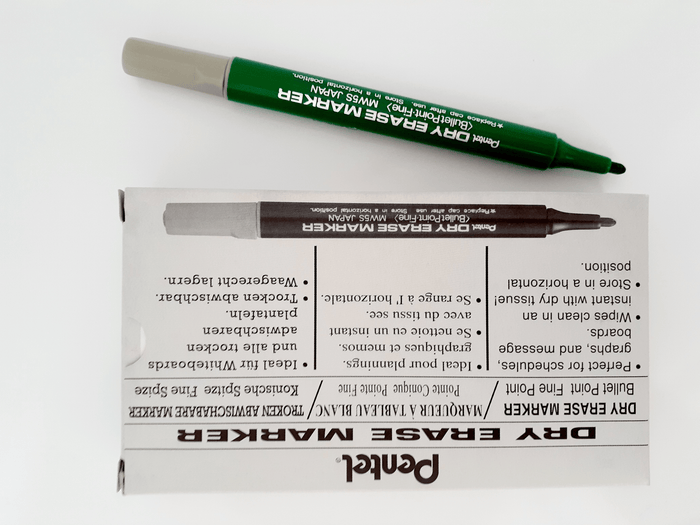 Pentel
DRY ERASE MARKER
DRY ERASE MARKER
Bullet Point Fine Point
MARQUEUR À TABLEAU BLANC
Pointe Conique Pointe Fine
TROKEN ABWISCHBARE MARKER
Konische Spitze Fine Spize
• Perfect for schedules,
graphs, and message
boards.
• Wipes clean in an
instant with dry tissue!
• Store in a horizontal
position.
• Ideal pour plannings.
graphiques et memos.
• Se nettoie cu un instant
avec du tissu sec.
• Se range à l' horizontale.
• Ideal für Whiteboards
und alle trocken
adwischbaren
plantafeln
• Trocken abwischbar.
• Waagerecht lagern.
Pentel DRY ERASE MARKER
<Bullet Point·Fine> MW5S JAPAN
★Replace cap after use. Store in a horizontal position.
Pentel DRY ERASE MARKER
<Bullet Point·Fine> MW5S JAPAN
★Replace cap after use. Store in a horizontal position.